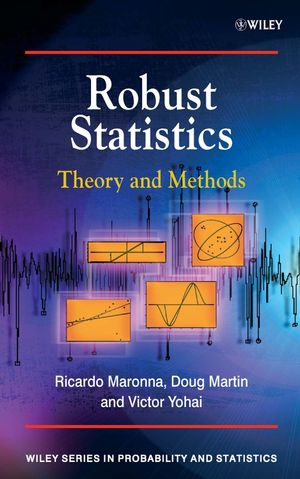 WILEY
Robust
Statistics
Theory and Methods
Ricardo Maronna, Doug Martin
and Victor Yohai
WILEY SERIES IN PROBABILITY AND STATISTICS